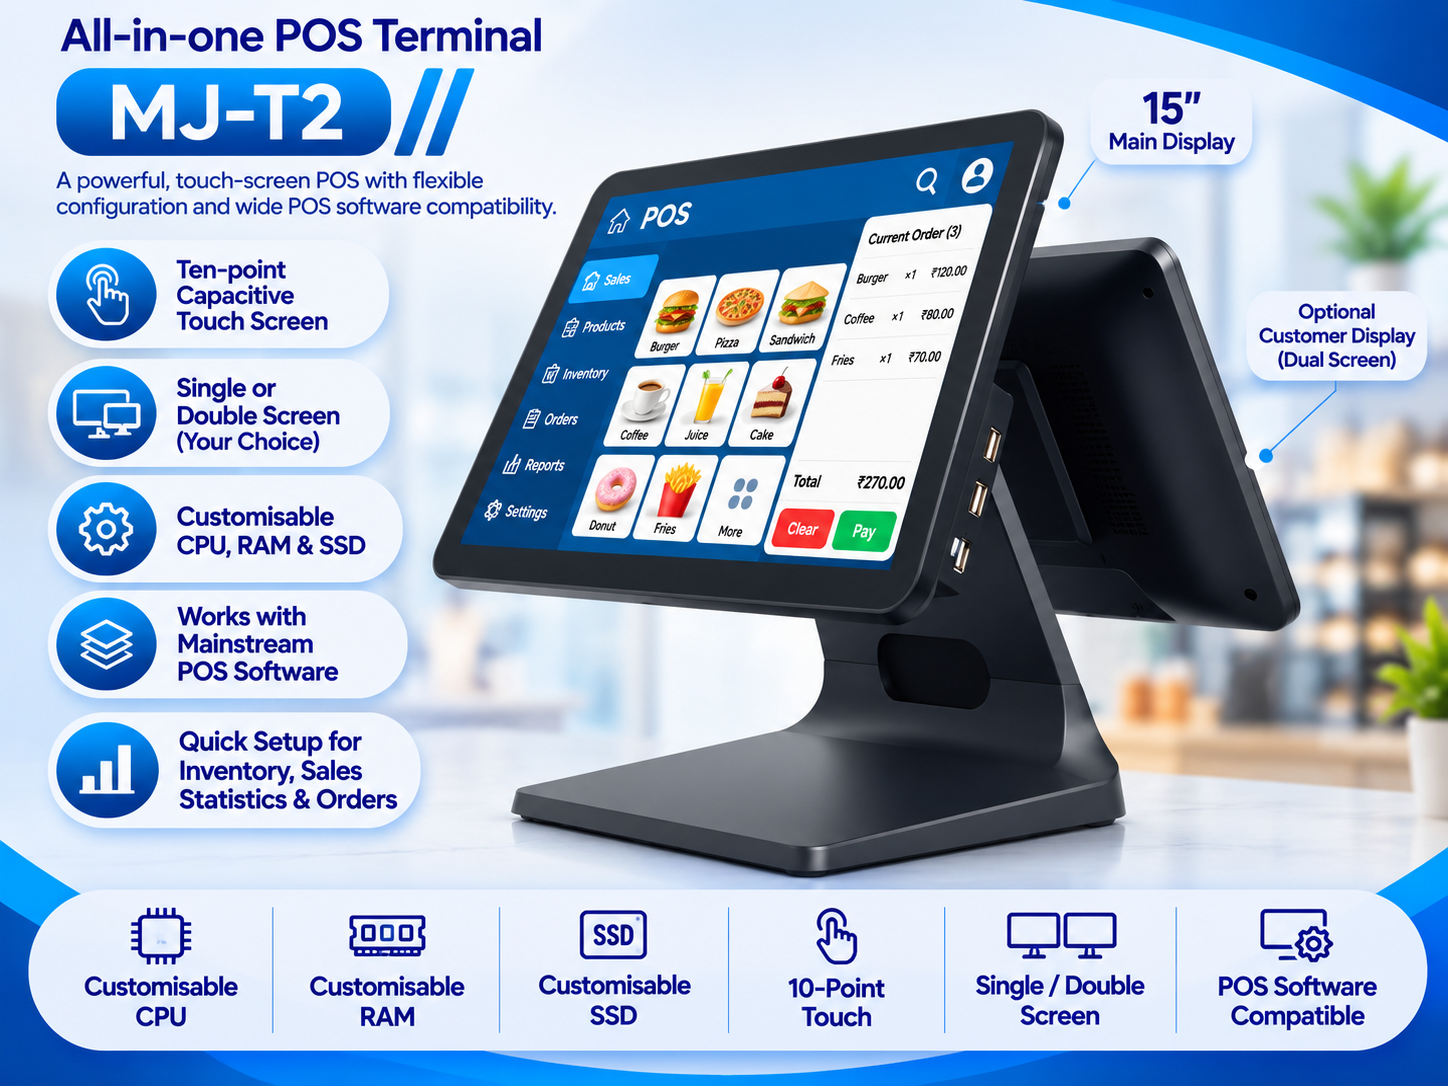 All-in-one POS Terminal
MJ-T2
A powerful, touch-screen POS with flexible
configuration and wide POS software compatibility.
Ten-point
Capacitive
Touch Screen
Single or
Double Screen
(Your Choice)
Customisable
CPU, RAM & SSD
Works with
Mainstream
POS Software
Quick Setup for
Inventory, Sales
Statistics & Orders
15”
Main Display
Optional
Customer Display
(Dual Screen)
POS
Sales
Products
Inventory
Orders
Reports
Settings
Burger
Pizza
Sandwich
Coffee
Juice
Cake
Donut
Fries
More
Current Order (3)
Burger ×1 ₹120.00
Coffee ×1 ₹80.00
Fries ×1 ₹70.00
Total ₹270.00
Clear
Pay
SSD
Customisable
CPU
Customisable
RAM
Customisable
SSD
10-Point
Touch
Single / Double
Screen
POS Software
Compatible